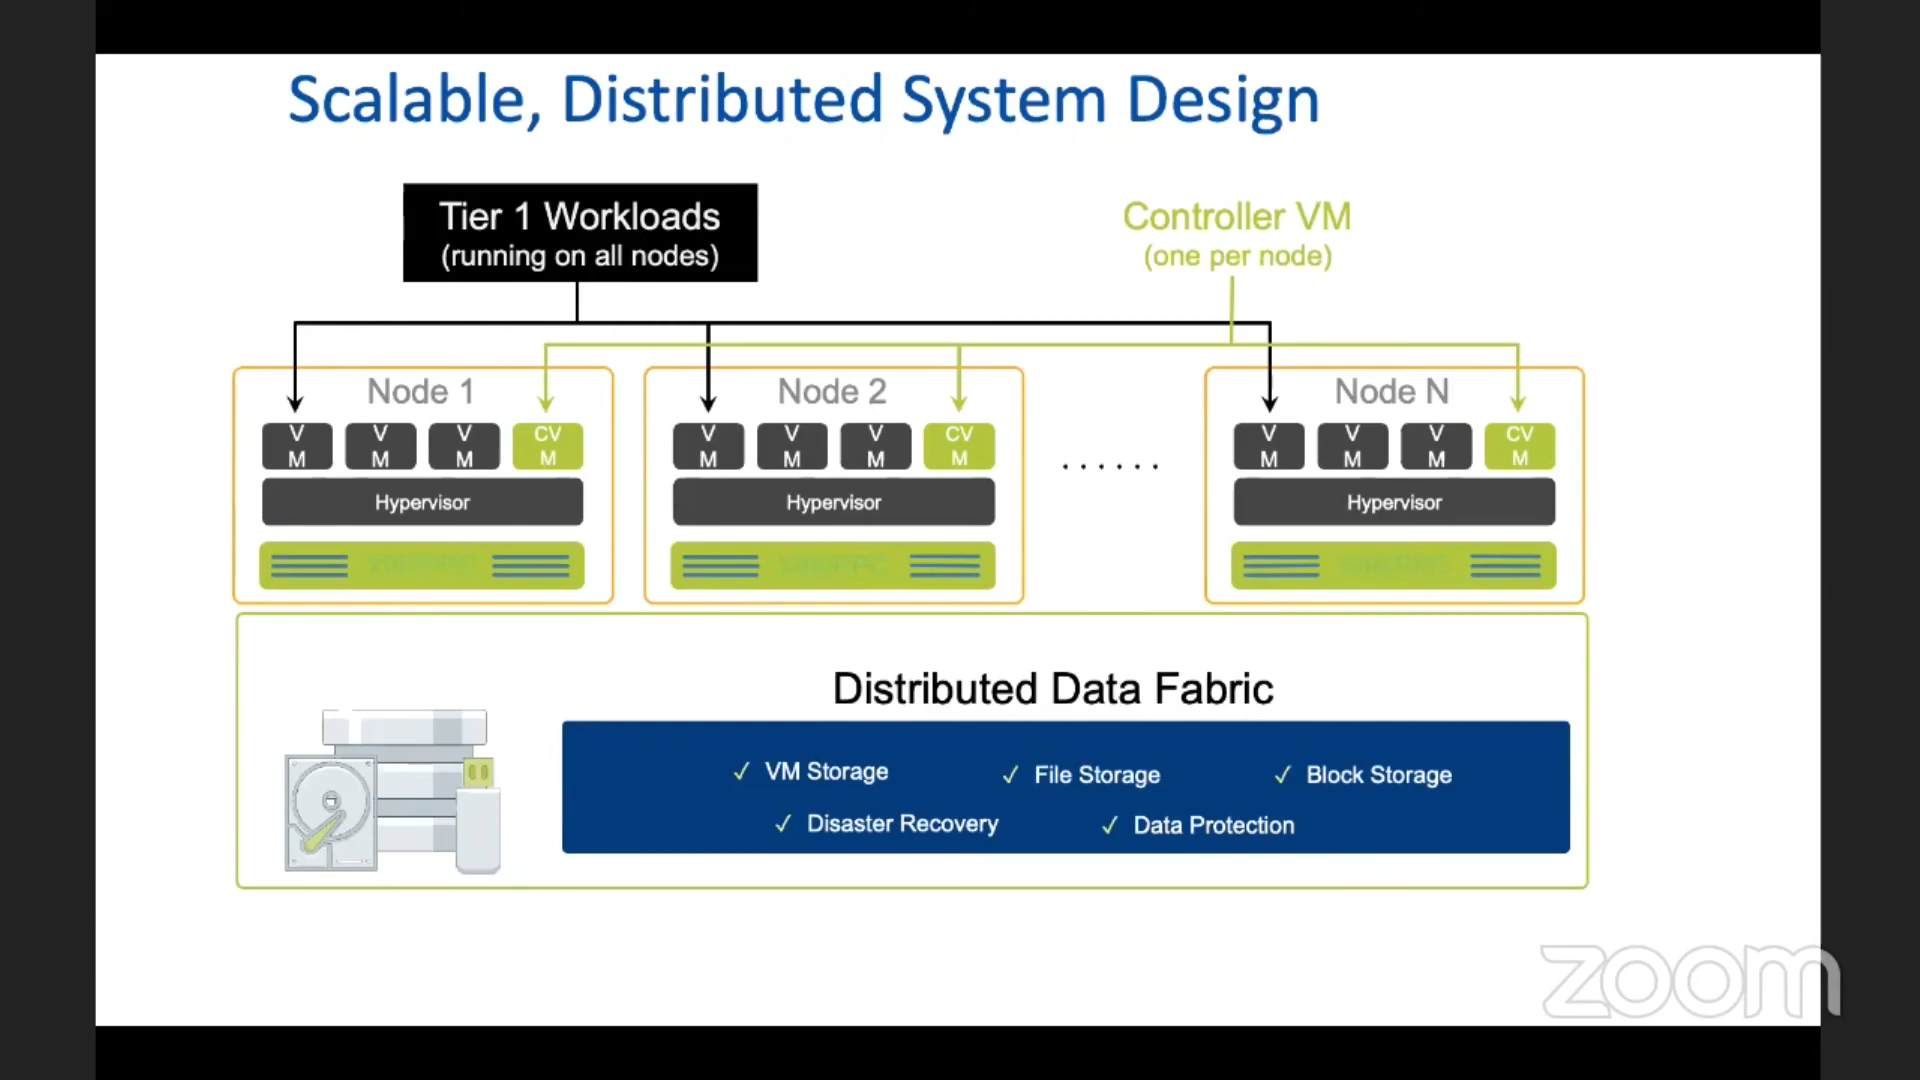 Scalable, Distributed System Design
Tier 1 Workloads
(running on all nodes)
Controller VM
(one per node)
Node 1
V
M
V
M
V
M
CV
M
Hypervisor
Node 2
V
M
V
M
V
M
CV
M
Hypervisor
......
Node N
V
M
V
M
V
M
CV
M
Hypervisor
Distributed Data Fabric
✓ VM Storage
✓ File Storage
✓ Block Storage
✓ Disaster Recovery
✓ Data Protection
zoom